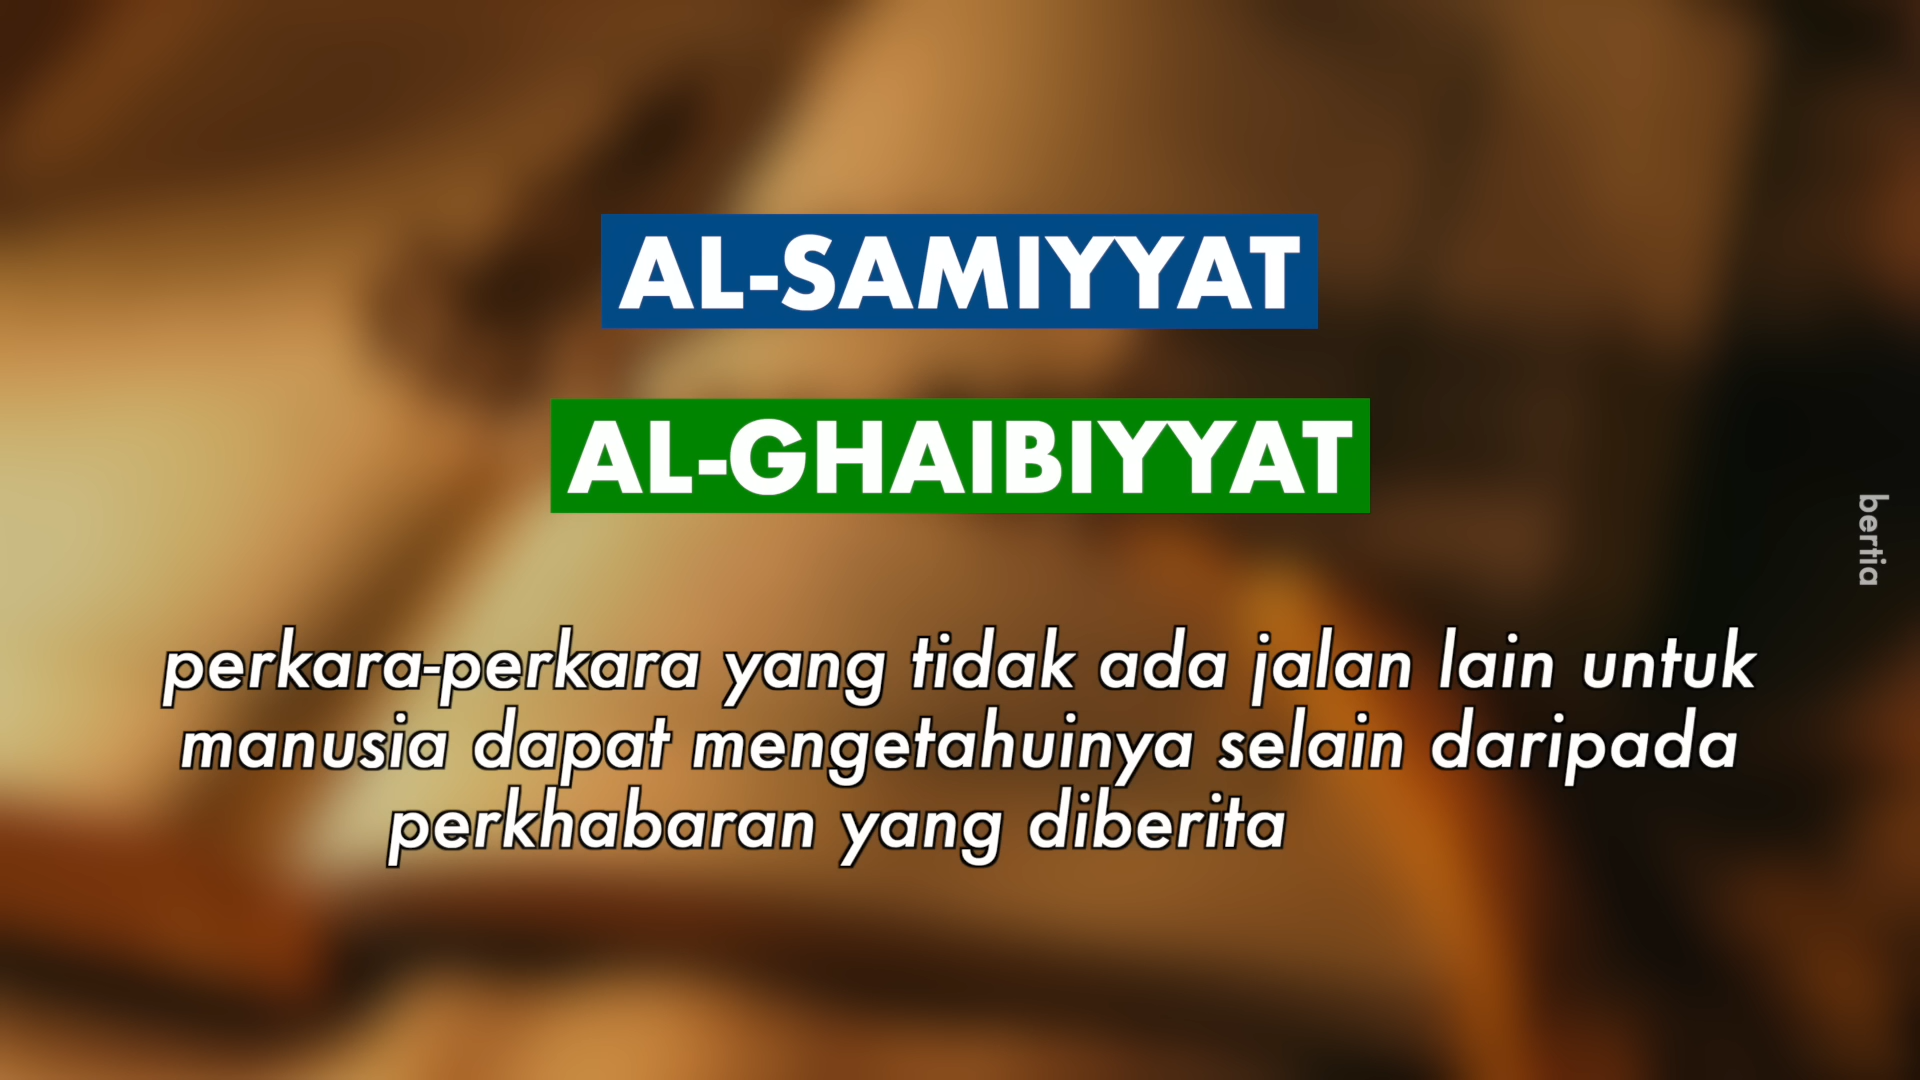 AL-SAMIYYAT
AL-GHAIBIYYAT
perkara-perkara yang tidak ada jalan lain untuk
manusia dapat mengetahuinya selain daripada
perkhabaran yang diberita
bertia